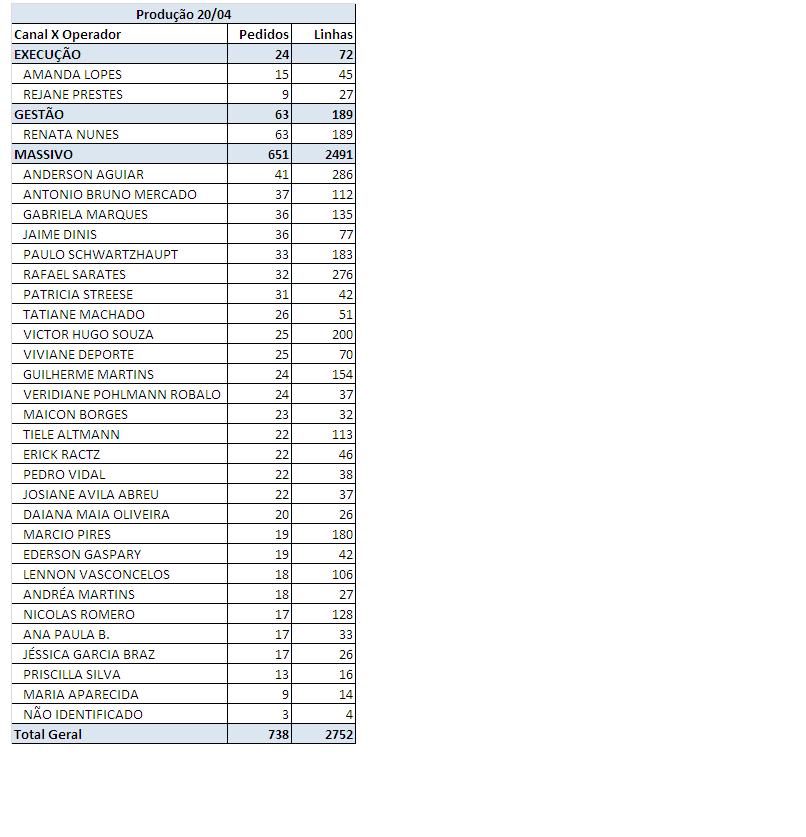 Produção 20/04
Canal X Operador Pedidos Linhas
EXECUÇÃO 24 72
AMANDA LOPES 15 45
REJANE PRESTES 9 27
GESTÃO 63 189
RENATA NUNES 63 189
MASSIVO 651 2491
ANDERSON AGUIAR 41 286
ANTONIO BRUNO MERCADO 37 112
GABRIELA MARQUES 36 135
JAIME DINIS 36 77
PAULO SCHWARTZHAUPT 33 183
RAFAEL SARATES 32 276
PATRICIA STREESE 31 42
TATIANE MACHADO 26 51
VICTOR HUGO SOUZA 25 200
VIVIANE DEPORTE 25 70
GUILHERME MARTINS 24 154
VERIDIANE POHLMANN ROBALO 24 37
MAICON BORGES 23 32
TIELE ALTMANN 22 113
ERICK RACTZ 22 46
PEDRO VIDAL 22 38
JOSIANE AVILA ABREU 22 37
DAIANA MAIA OLIVEIRA 20 26
MARCIO PIRES 19 180
EDERSON GASPARY 19 42
LENNON VASCONCELOS 18 106
ANDRÉA MARTINS 18 27
NICOLAS ROMERO 17 128
ANA PAULA B. 17 33
JÉSSICA GARCIA BRAZ 17 26
PRISCILLA SILVA 13 16
MARIA APARECIDA 9 14
NÃO IDENTIFICADO 3 4
Total Geral 738 2752